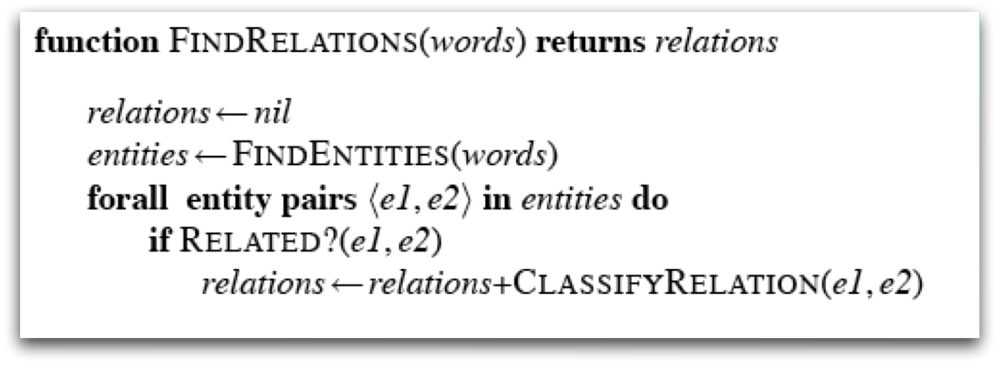 function FINDRELATIONS(words) returns relations
relations ← nil
entities ← FINDENTITIES(words)
forall entity pairs ⟨e1, e2⟩ in entities do
if RELATED?(e1, e2)
relations ← relations+CLASSIFYRELATION(e1, e2)